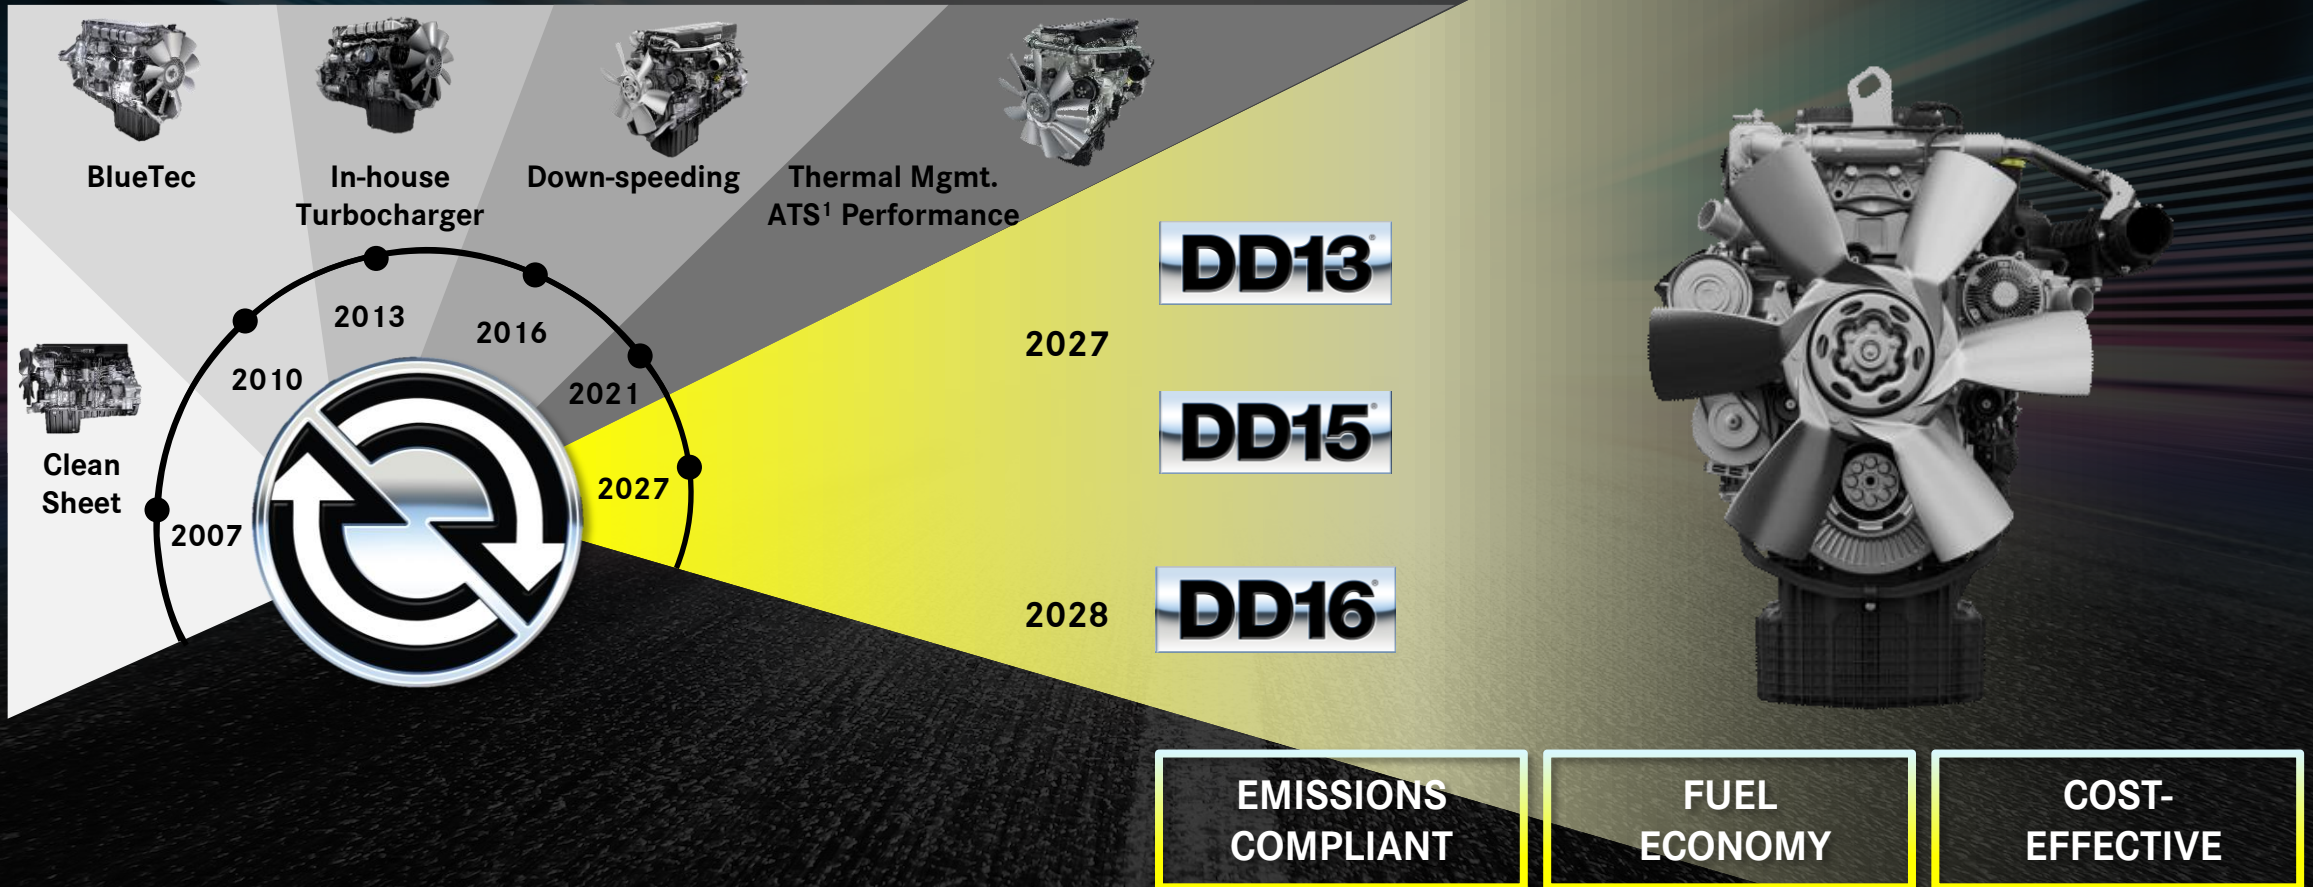 BlueTec
In-house
Turbocharger
Down-speeding
Thermal Mgmt.
ATS¹ Performance
Clean
Sheet
2007
2010
2013
2016
2021
2027
2027
DD13®
DD15®
2028
DD16®
EMISSIONS
COMPLIANT
FUEL
ECONOMY
COST-
EFFECTIVE